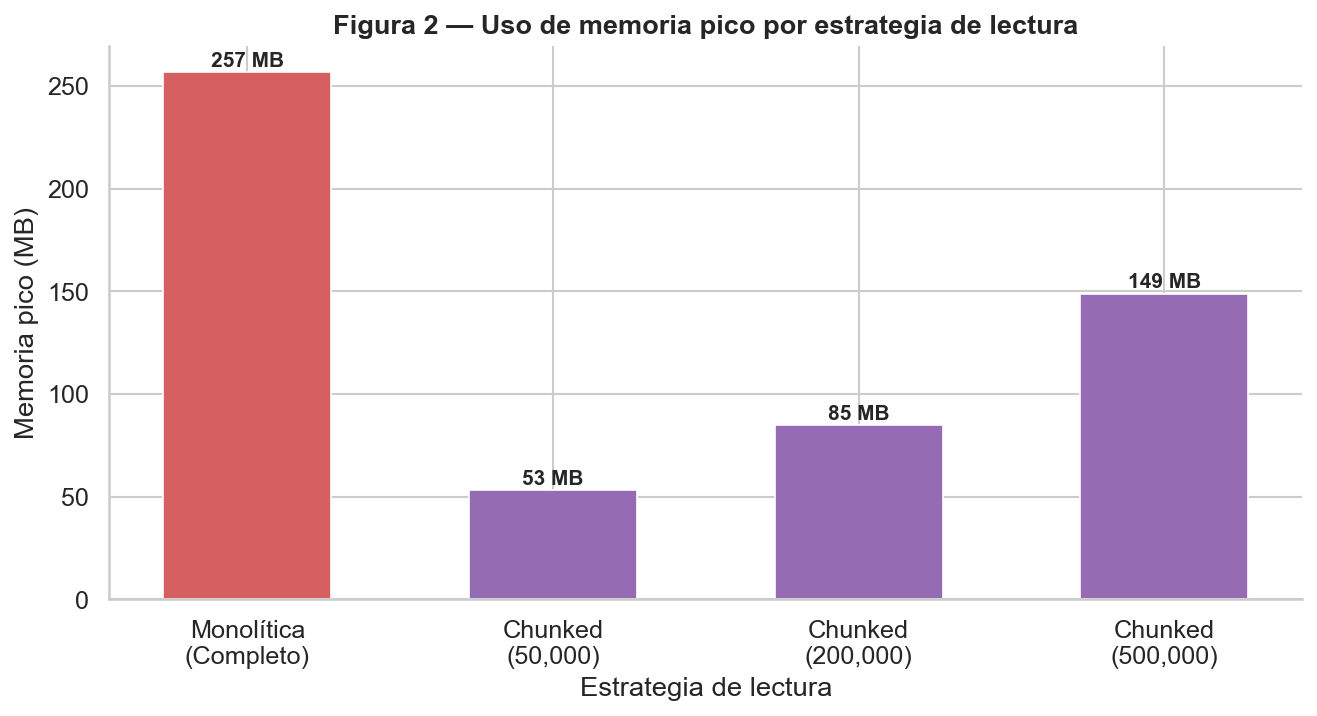 Figura 2 — Uso de memoria pico por estrategia de lectura
Memoria pico (MB)
250
200
150
100
50
0
257 MB
53 MB
85 MB
149 MB
Monolítica
(Completo)
Chunked
(50,000)
Chunked
(200,000)
Chunked
(500,000)
Estrategia de lectura